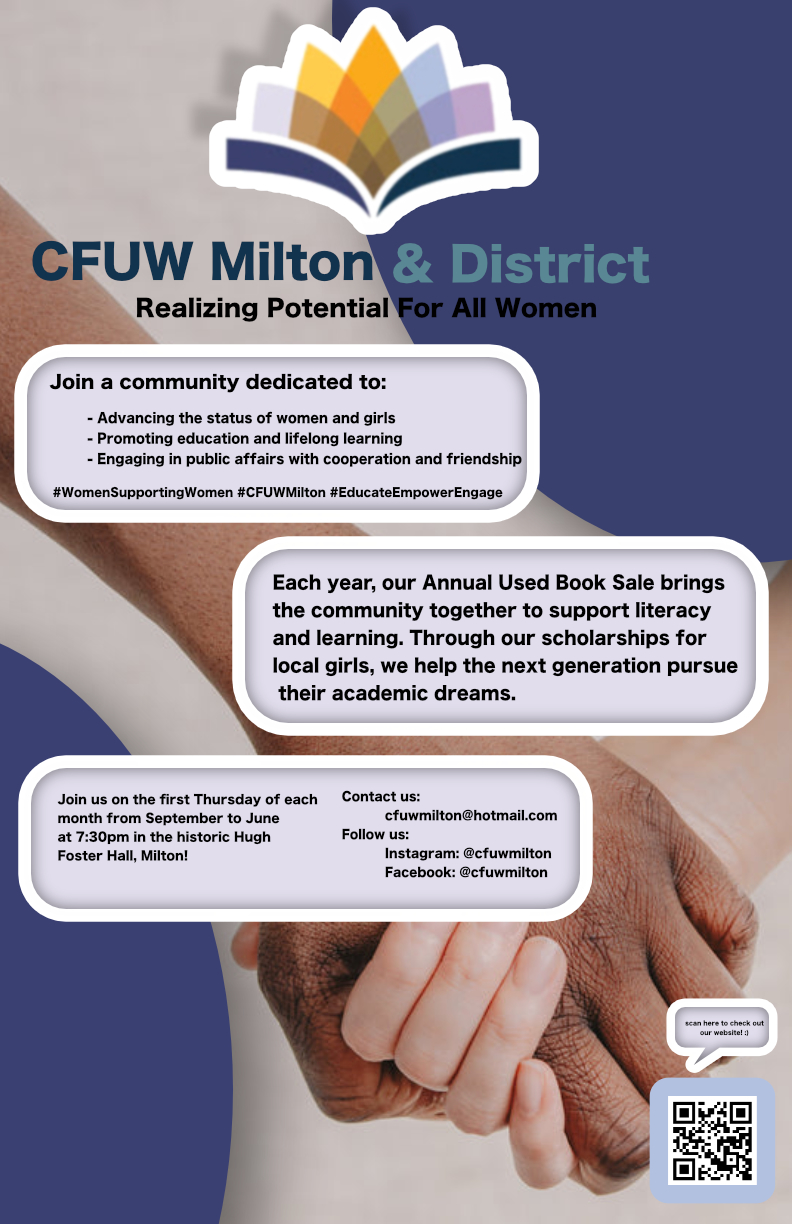 CFUW Milton & District
Realizing Potential For All Women
Join a community dedicated to:
- Advancing the status of women and girls
- Promoting education and lifelong learning
- Engaging in public affairs with cooperation and friendship
#WomenSupportingWomen #CFUWMilton #EducateEmpowerEngage
Each year, our Annual Used Book Sale brings
the community together to support literacy
and learning. Through our scholarships for
local girls, we help the next generation pursue
their academic dreams.
Join us on the first Thursday of each
month from September to June
at 7:30pm in the historic Hugh
Foster Hall, Milton!
Contact us:
cfuwmilton@hotmail.com
Follow us:
Instagram: @cfuwmilton
Facebook: @cfuwmilton
scan here to check out
our website! :)